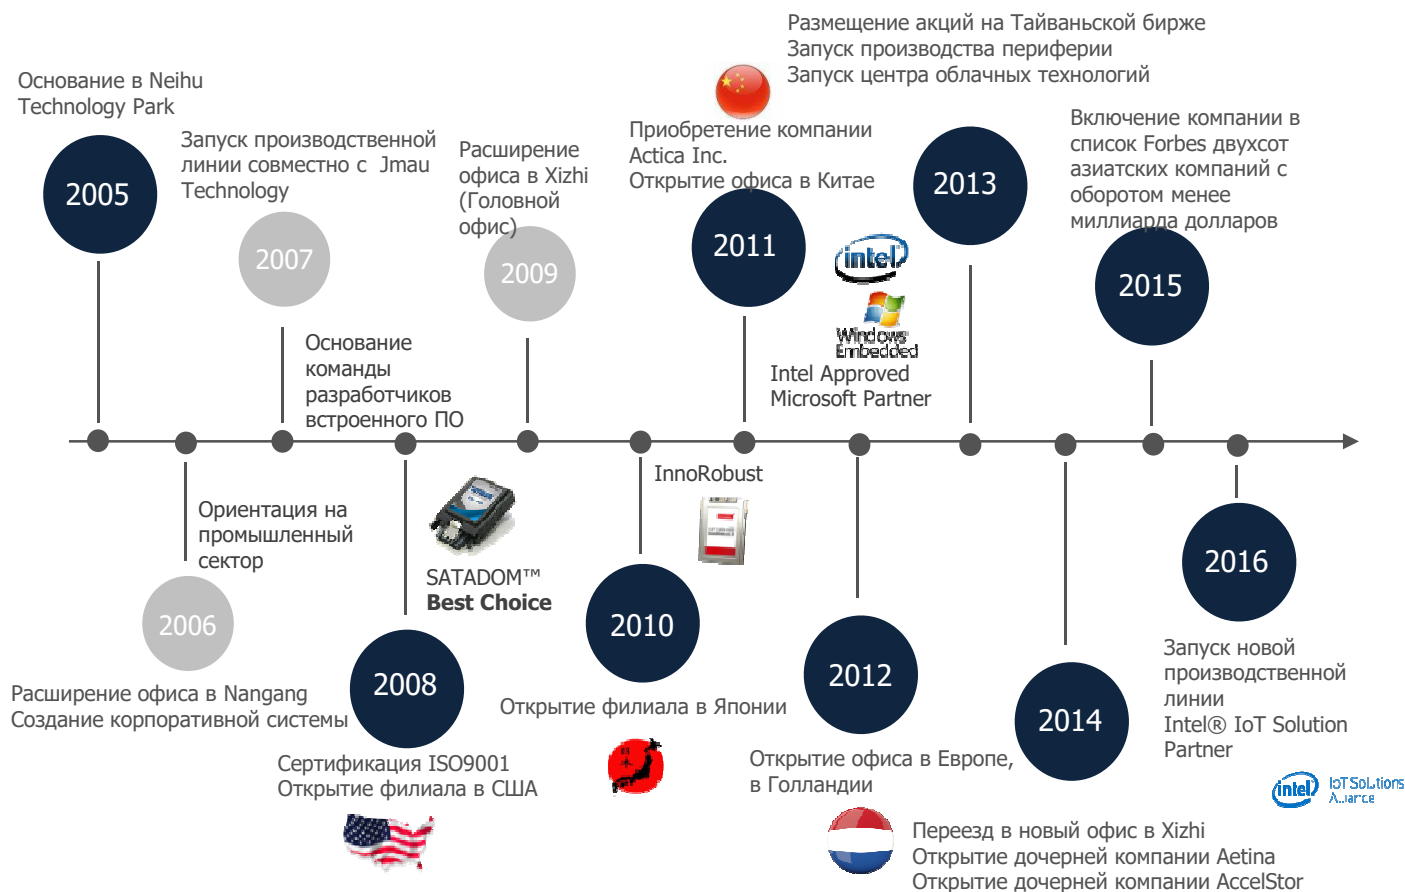 Размещение акций на Тайваньской бирже
Запуск производства периферии
Запуск центра облачных технологий
Основание в Neihu
Technology Park
Запуск производственной
линии совместно с Jmau
Technology
Расширение
офиса в Xizhi
(Головной
офис)
Приобретение компании
Actica Inc.
Открытие офиса в Китае
Включение компании в
список Forbes двухсот
азиатских компаний с
оборотом менее
миллиарда долларов
2005
2007
2009
2011
2013
2015
intel
Windows
Embedded
Intel Approved
Microsoft Partner
Основание
команды
разработчиков
встроенного ПО
Ориентация на
промышленный
сектор
SATADOM™
Best Choice
InnoRobust
2006
2008
2010
2012
2014
2016
Расширение офиса в Nangang
Создание корпоративной системы
Сертификация ISO9001
Открытие филиала в США
Открытие филиала в Японии
日本
Открытие офиса в Европе,
в Голландии
Переезд в новый офис в Xizhi
Открытие дочерней компании Aetina
Открытие дочерней компании AccelStor
Запуск новой
производственной
линии
Intel® IoT Solution
Partner
intel
IoT Solutions
Alliance